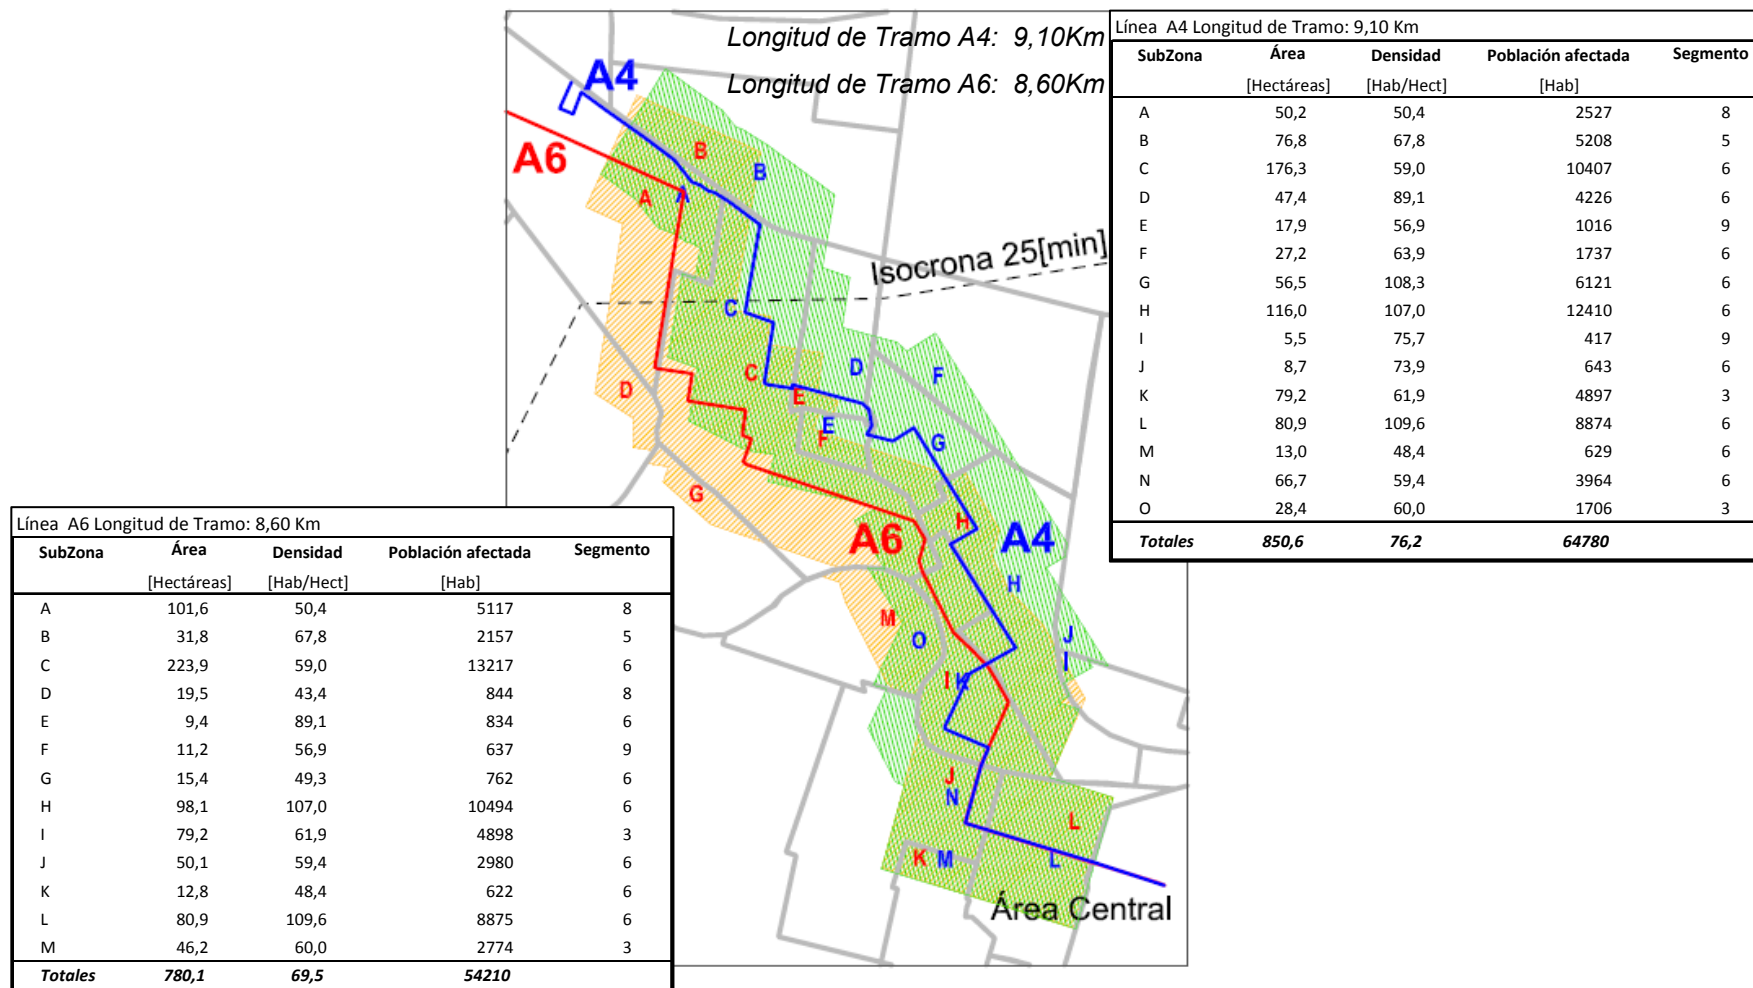 Longitud de Tramo A4: 9,10Km
Longitud de Tramo A6: 8,60Km
A4
A6
B
B
A
A
Isocrona 25[min]
C
D
C
F
D
E
E
F
G
G
H
A6
A4
H
M
O
J
I
I
K
J
N
L
K
M
L
Área Central
Línea A4 Longitud de Tramo: 9,10 Km
SubZona Área Densidad Población afectada Segmento
[Hectáreas] [Hab/Hect] [Hab]
A 50,2 50,4 2527 8
B 76,8 67,8 5208 5
C 176,3 59,0 10407 6
D 47,4 89,1 4226 6
E 17,9 56,9 1016 9
F 27,2 63,9 1737 6
G 56,5 108,3 6121 6
H 116,0 107,0 12410 6
I 5,5 75,7 417 9
J 8,7 73,9 643 6
K 79,2 61,9 4897 3
L 80,9 109,6 8874 6
M 13,0 48,4 629 6
N 66,7 59,4 3964 6
O 28,4 60,0 1706 3
Totales 850,6 76,2 64780
Línea A6 Longitud de Tramo: 8,60 Km
SubZona Área Densidad Población afectada Segmento
[Hectáreas] [Hab/Hect] [Hab]
A 101,6 50,4 5117 8
B 31,8 67,8 2157 5
C 223,9 59,0 13217 6
D 19,5 43,4 844 8
E 9,4 89,1 834 6
F 11,2 56,9 637 9
G 15,4 49,3 762 6
H 98,1 107,0 10494 6
I 79,2 61,9 4898 3
J 50,1 59,4 2980 6
K 12,8 48,4 622 6
L 80,9 109,6 8875 6
M 46,2 60,0 2774 3
Totales 780,1 69,5 54210